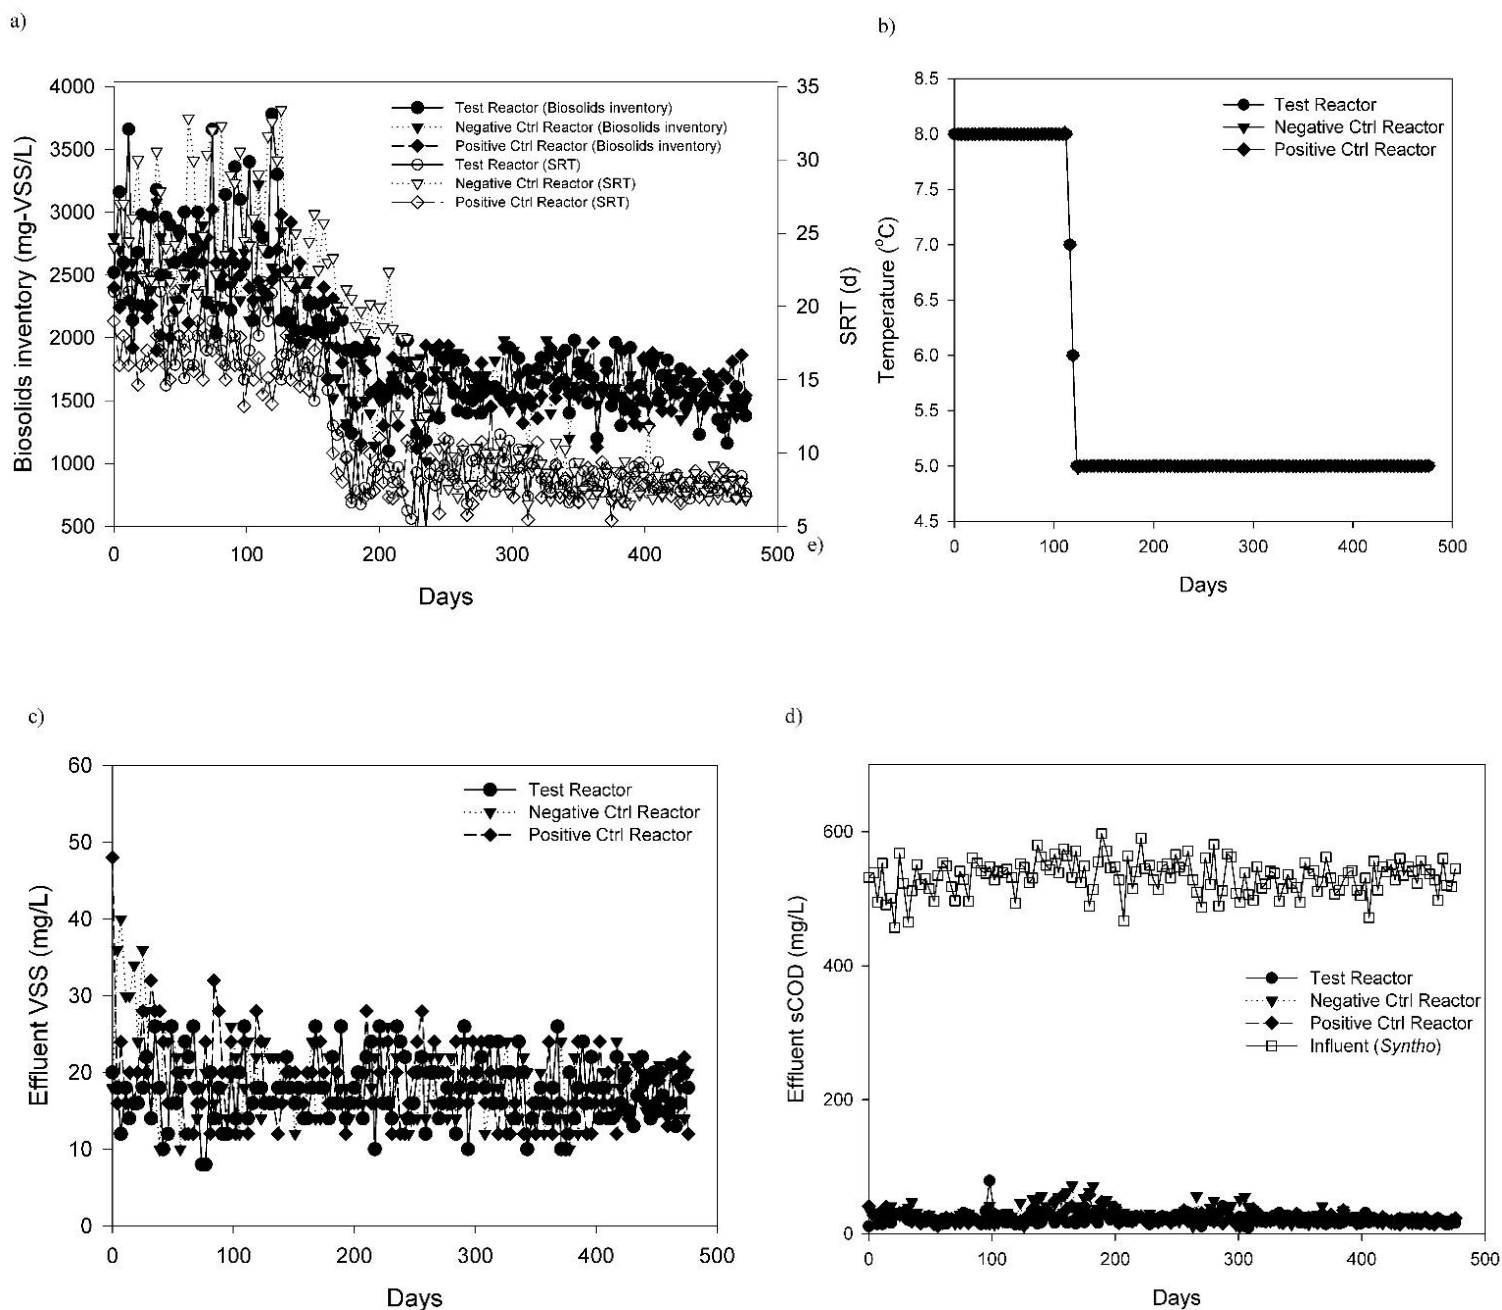 a)
4000
3500
3000
2500
2000
1500
1000
500
Biosolids inventory (mg-VSS/L)
Test Reactor (Biosolids inventory)
Negative Ctrl Reactor (Biosolids inventory)
Positive Ctrl Reactor (Biosolids inventory)
Test Reactor (SRT)
Negative Ctrl Reactor (SRT)
Positive Ctrl Reactor (SRT)
35
30
25
20
15
10
5
SRT (d)
0 100 200 300 400 500
Days
e)
b)
8.5
8.0
7.5
7.0
6.5
6.0
5.5
5.0
4.5
Temperature (°C)
Test Reactor
Negative Ctrl Reactor
Positive Ctrl Reactor
0 100 200 300 400 500
Days
c)
60
50
40
30
20
10
0
Effluent VSS (mg/L)
Test Reactor
Negative Ctrl Reactor
Positive Ctrl Reactor
0 100 200 300 400 500
Days
d)
600
400
200
0
Effluent sCOD (mg/L)
Test Reactor
Negative Ctrl Reactor
Positive Ctrl Reactor
Influent (Syntho)
0 100 200 300 400 500
Days